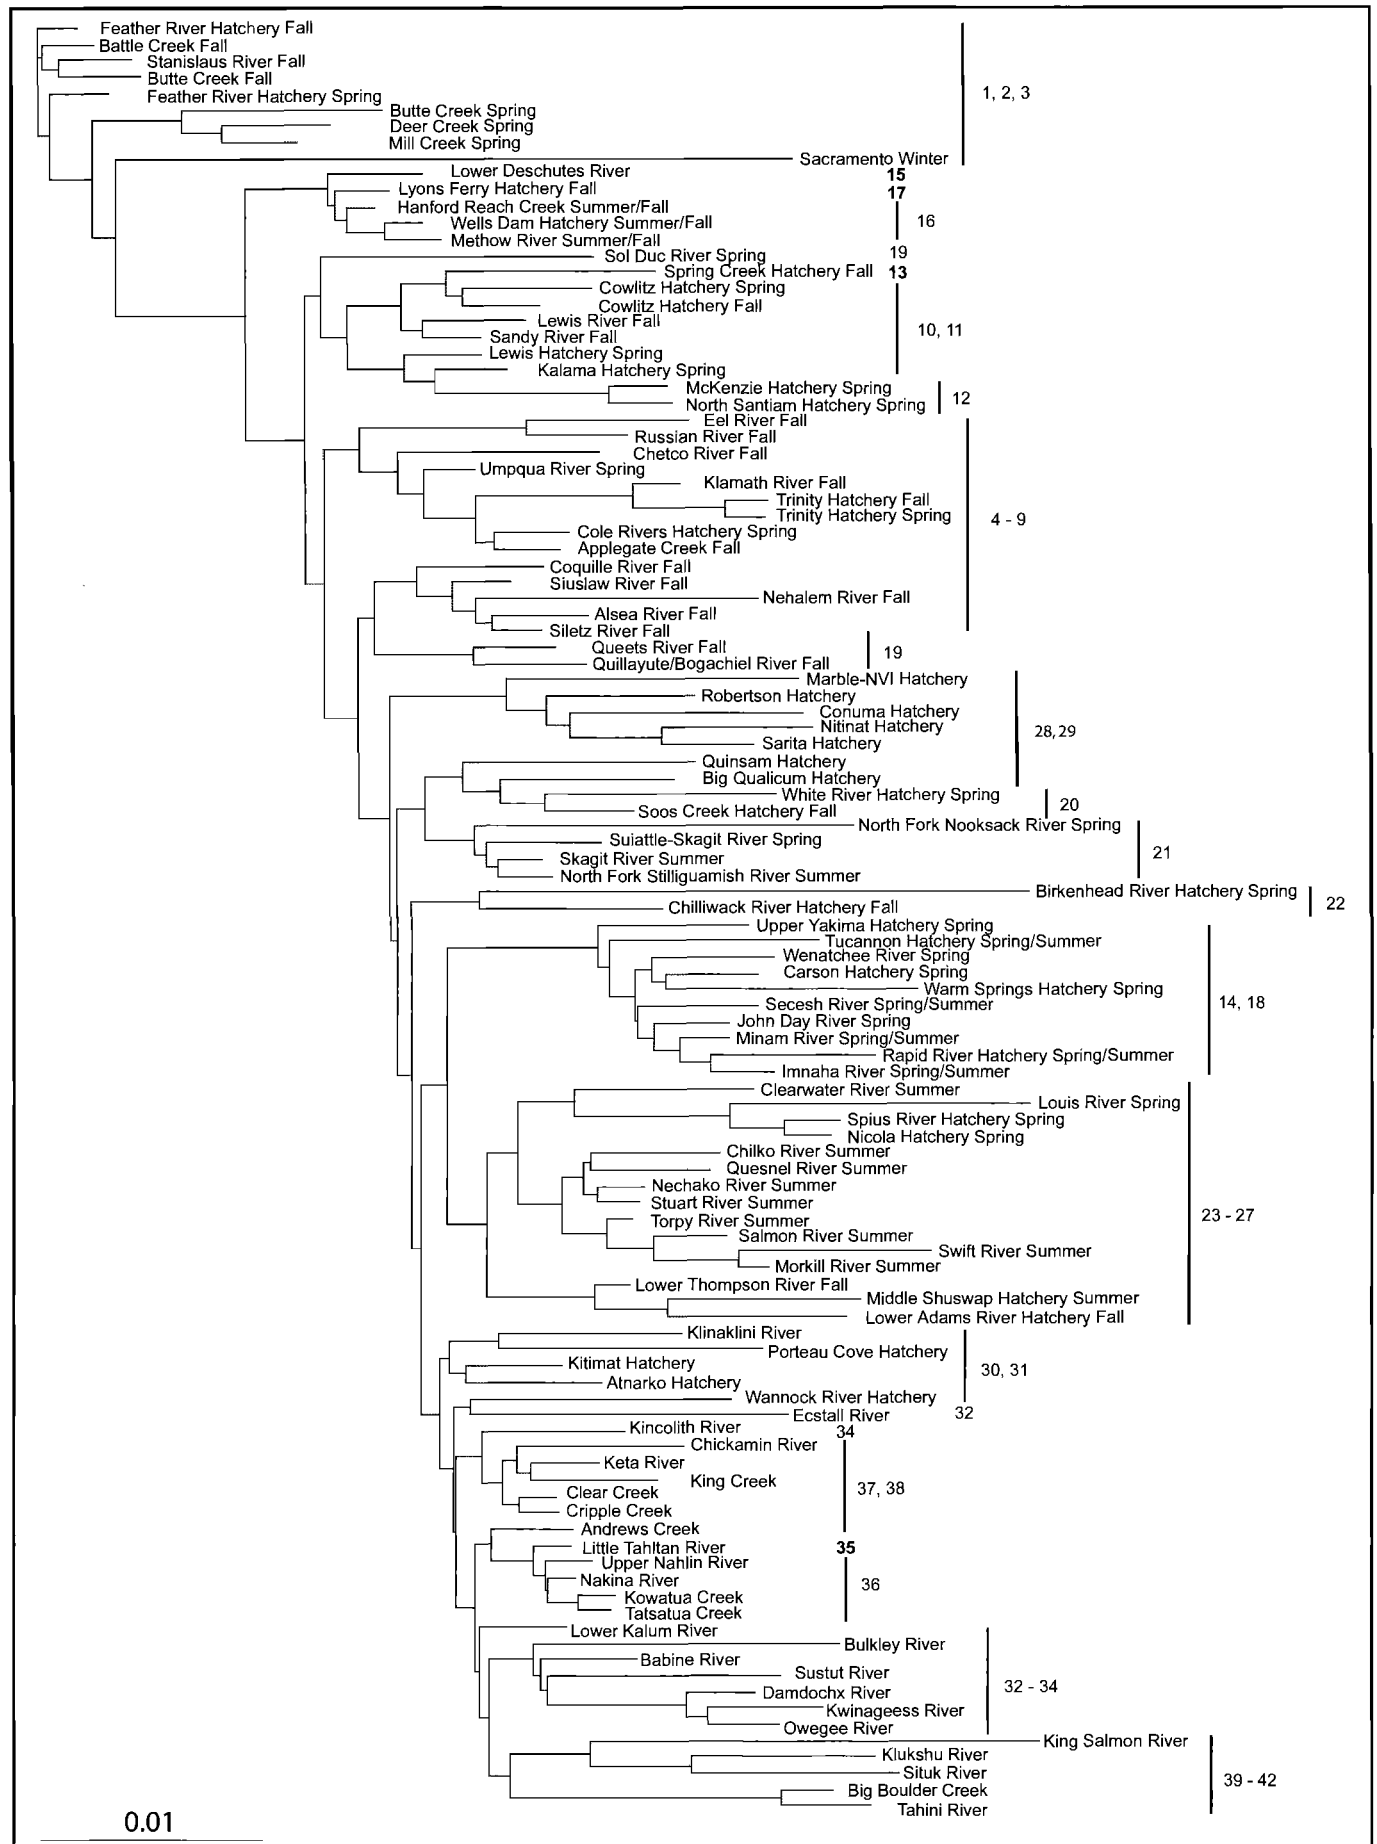 Feather River Hatchery Fall
Battle Creek Fall
Stanislaus River Fall
Butte Creek Fall
Feather River Hatchery Spring
1, 2, 3
Butte Creek Spring
Deer Creek Spring
Mill Creek Spring
Sacramento Winter
Lower Deschutes River
15
Lyons Ferry Hatchery Fall
17
Hanford Reach Creek Summer/Fall
Wells Dam Hatchery Summer/Fall
16
Methow River Summer/Fall
Sol Duc River Spring
19
Spring Creek Hatchery Fall
13
Cowlitz Hatchery Spring
Cowlitz Hatchery Fall
Lewis River Fall
10, 11
Sandy River Fall
Lewis Hatchery Spring
Kalama Hatchery Spring
McKenzie Hatchery Spring
12
North Santiam Hatchery Spring
Eel River Fall
Russian River Fall
Chetco River Fall
Umpqua River Spring
Klamath River Fall
Trinity Hatchery Fall
Trinity Hatchery Spring
4 - 9
Cole Rivers Hatchery Spring
Applegate Creek Fall
Coquille River Fall
Siuslaw River Fall
Nehalem River Fall
Alsea River Fall
Siletz River Fall
Queets River Fall
19
Quillayute/Bogachiel River Fall
Marble-NVI Hatchery
Robertson Hatchery
Conuma Hatchery
Nitinat Hatchery
28, 29
Sarita Hatchery
Quinsam Hatchery
Big Qualicum Hatchery
White River Hatchery Spring
20
Soos Creek Hatchery Fall
North Fork Nooksack River Spring
Suiattle-Skagit River Spring
21
Skagit River Summer
North Fork Stilliguamish River Summer
Birkenhead River Hatchery Spring
22
Chilliwack River Hatchery Fall
Upper Yakima Hatchery Spring
Tucannon Hatchery Spring/Summer
Wenatchee River Spring
Carson Hatchery Spring
Warm Springs Hatchery Spring
14, 18
Secesh River Spring/Summer
John Day River Spring
Minam River Spring/Summer
Rapid River Hatchery Spring/Summer
Imnaha River Spring/Summer
Clearwater River Summer
Louis River Spring
Spius River Hatchery Spring
Nicola Hatchery Spring
Chilko River Summer
Quesnel River Summer
Nechako River Summer
Stuart River Summer
23 - 27
Torpy River Summer
Salmon River Summer
Swift River Summer
Morkill River Summer
Lower Thompson River Fall
Middle Shuswap Hatchery Summer
Lower Adams River Hatchery Fall
Klinaklini River
Porteau Cove Hatchery
30, 31
Kitimat Hatchery
Atnarko Hatchery
Wannock River Hatchery
Ecstall River
32
Kincolith River
34
Chickamin River
Keta River
King Creek
37, 38
Clear Creek
Cripple Creek
Andrews Creek
Little Tahltan River
35
Upper Nahlin River
Nakina River
36
Kowatua Creek
Tatsatua Creek
Lower Kalum River
Bulkley River
Babine River
Sustut River
32 - 34
Damdochx River
Kwinageess River
Owegee River
King Salmon River
Klukshu River
Situk River
39 - 42
Big Boulder Creek
Tahini River
0.01